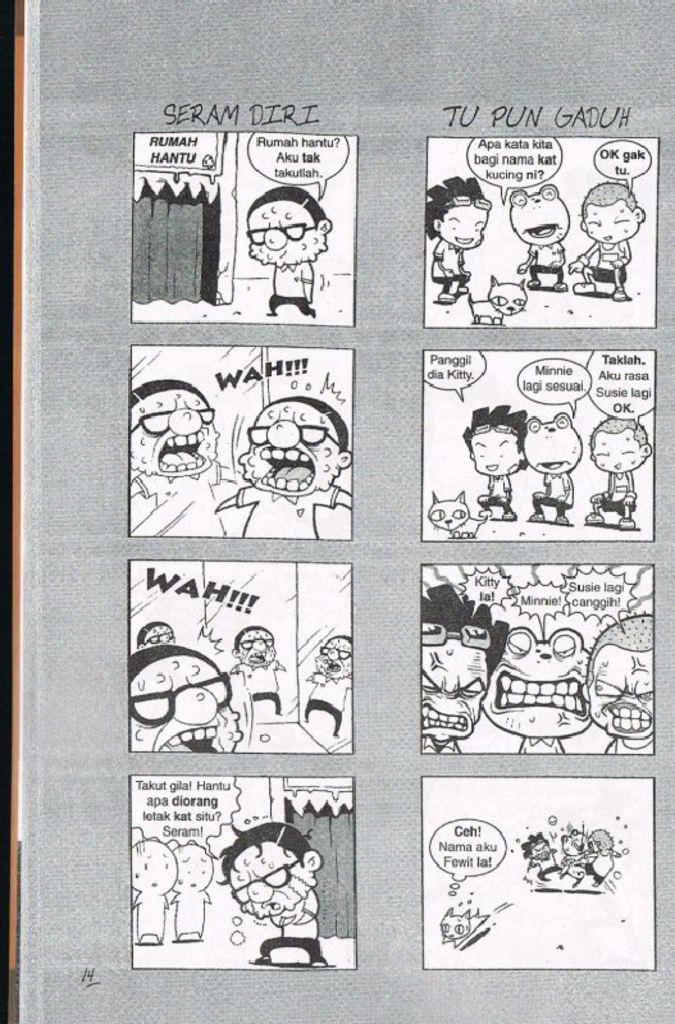 SERAM DIRI
RUMAH
HANTU
Rumah hantu?
Aku tak
takutlah.
WAH!!!
WAH!!!
Takut gila! Hantu
apa diorang
letak kat situ?
Seram!
TU PUN GADUH
Apa kata kita
bagi nama kat
kucing ni?
OK gak
tu.
Panggil
dia Kitty.
Minnie
lagi sesuai.
Taklah.
Aku rasa
Susie lagi
OK.
Kitty
la!
Minnie!
Susie lagi
canggih!
Ceh!
Nama aku
Fewit la!
14